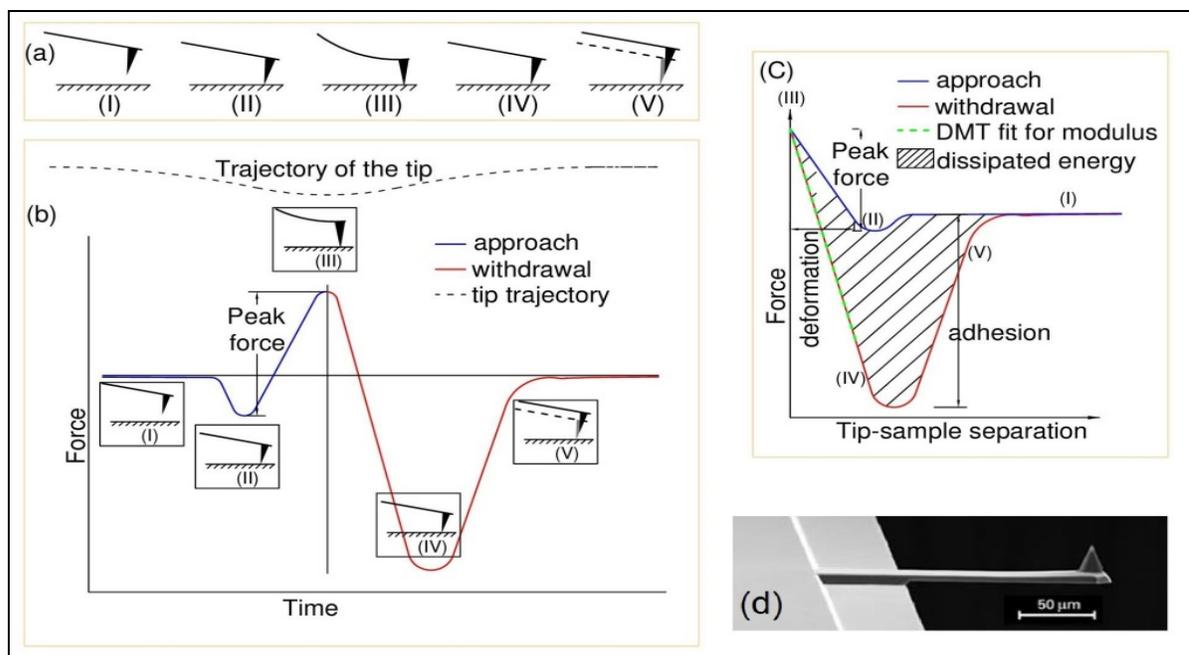 (a)
(I) (II) (III) (IV) (V)
Trajectory of the tip
(b)
(III)
approach
withdrawal
tip trajectory
Peak
force
(I)
(II)
(IV)
(V)
Force
Time
(C)
(III)
approach
withdrawal
DMT fit for modulus
dissipated energy
Peak
force
(II)
(I)
(V)
deformation
adhesion
(IV)
Force
Tip-sample separation
(d)
50 μm